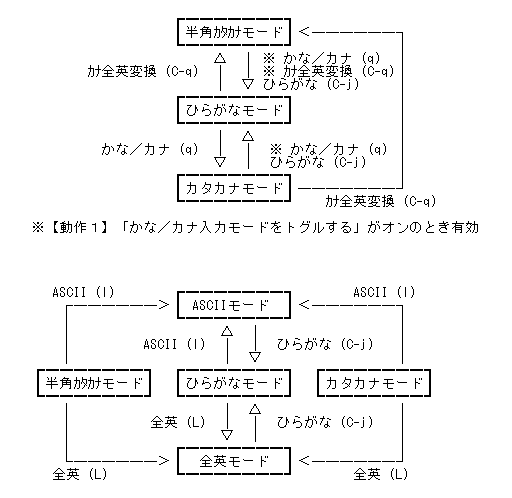 半角ｶﾀｶﾅモード
※ かな／カナ (q)
ｶﾅ全英変換 (C-q)
※ ｶﾅ全英変換 (C-q)
ひらがな (C-j)
ひらがなモード
かな／カナ (q)
※ かな／カナ (q)
ひらがな (C-j)
カタカナモード
ｶﾅ全英変換 (C-q)
※【動作１】「かな／カナ入力モードをトグルする」がオンのとき有効
ASCII (l)
ASCII (l)
ASCIIモード
ASCII (l)
ひらがな (C-j)
半角ｶﾀｶﾅモード
ひらがなモード
カタカナモード
全英 (L)
ひらがな (C-j)
全英モード
全英 (L)
全英 (L)